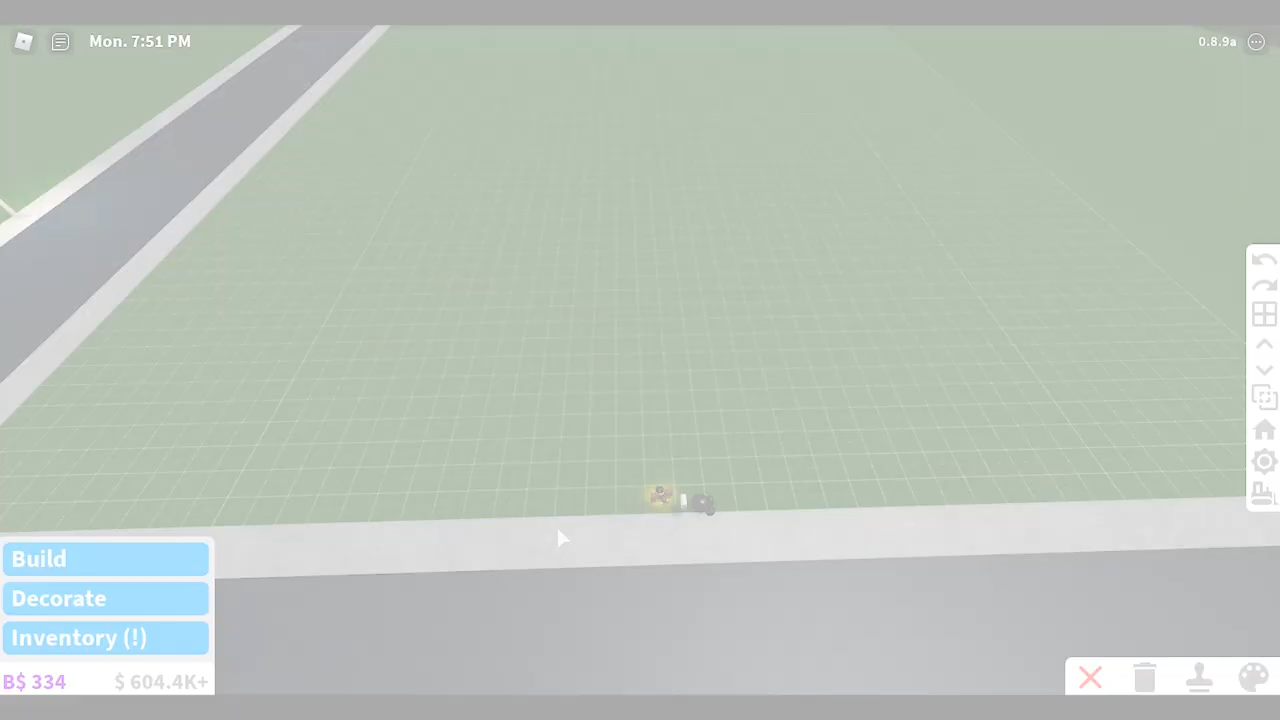 Mon. 7:51 PM
0.8.9a
Build
Decorate
Inventory (!)
B$ 334 $ 604.4K+